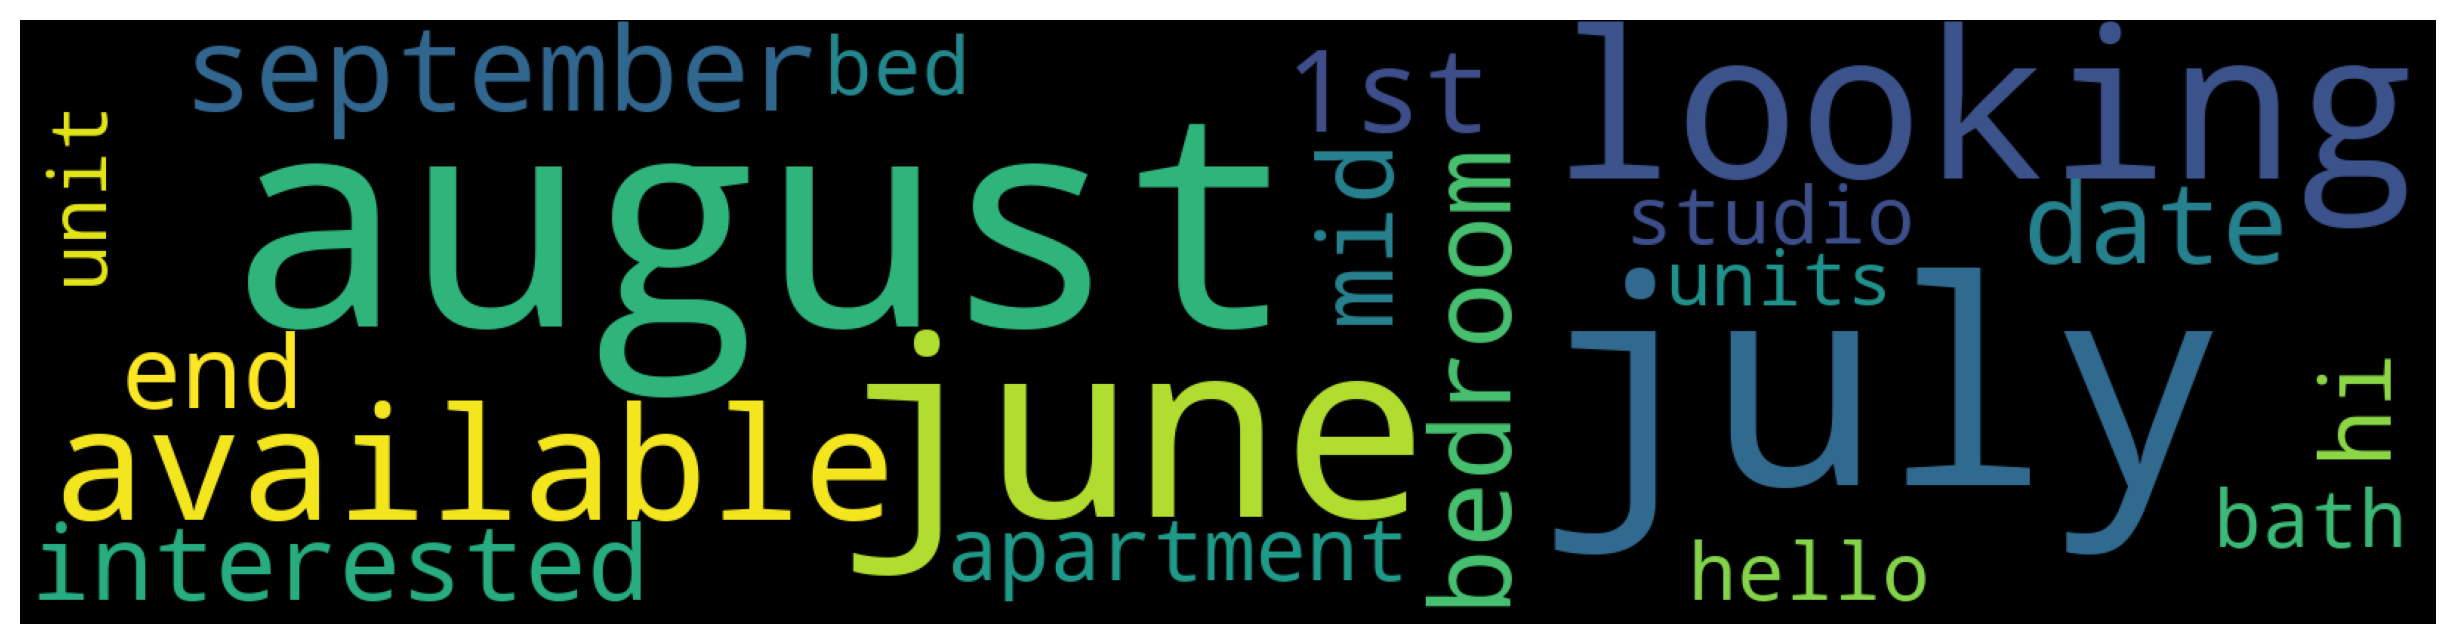 september
bed
1st
looking
unit
august
mid
bedroom
studio
date
units
july
end
june
available
hi
interested
apartment
hello
bath